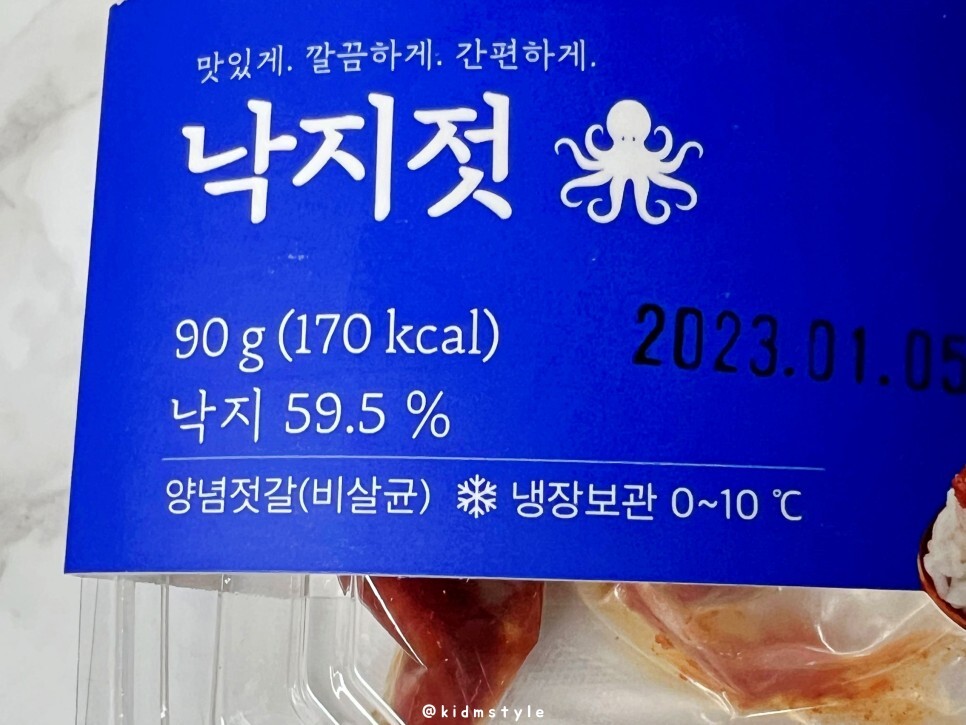 맛있게. 깔끔하게. 간편하게.
낙지젓
90 g (170 kcal)
2023.01.05
낙지 59.5 %
양념젓갈(비살균) 냉장보관 0~10 ℃
@kidmstyle